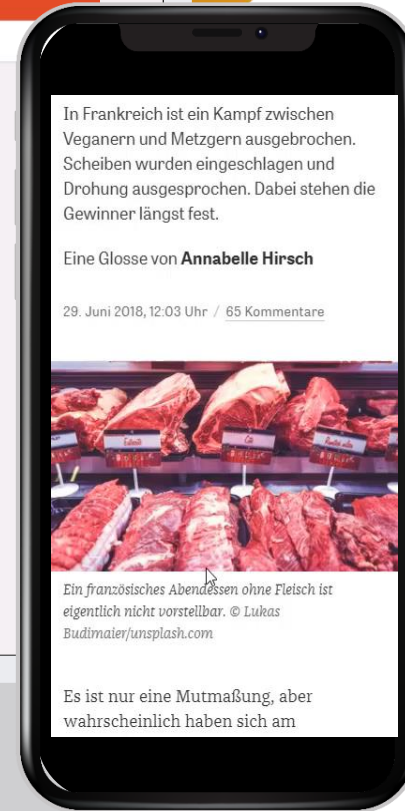 In Frankreich ist ein Kampf zwischen
Veganern und Metzgern ausgebrochen.
Scheiben wurden eingeschlagen und
Drohung ausgesprochen. Dabei stehen die
Gewinner längst fest.
Eine Glosse von Annabelle Hirsch
29. Juni 2018, 12:03 Uhr / 65 Kommentare
Ein französisches Abendessen ohne Fleisch ist
eigentlich nicht vorstellbar. © Lukas
Budimaier/unsplash.com
Es ist nur eine Mutmaßung, aber
wahrscheinlich haben sich am